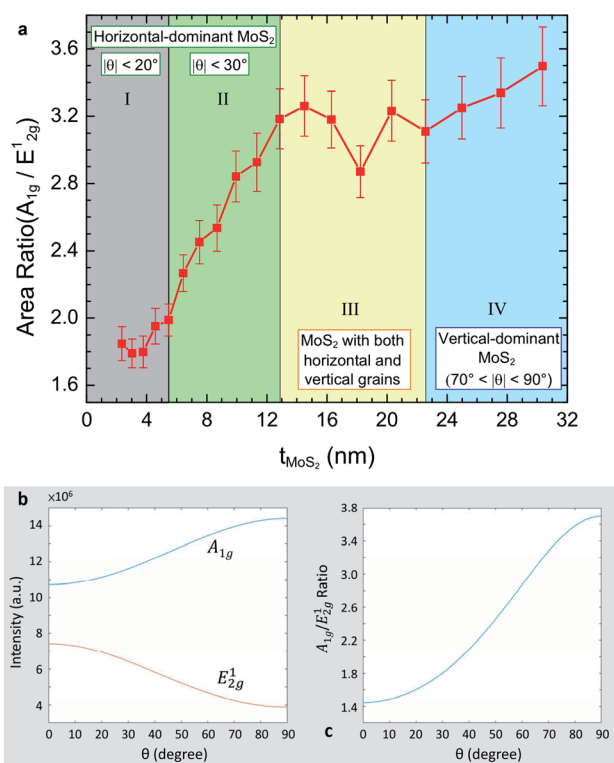 a
Horizontal-dominant MoS₂
|θ| < 20°
|θ| < 30°
I
II
III
IV
MoS₂ with both
horizontal and
vertical grains
Vertical-dominant
MoS₂
(70° < |θ| < 90°)
Area Ratio(A₁g / E¹₂g)
3.6
3.2
2.8
2.4
2.0
1.6
0 4 8 12 16 20 24 28 32
t_MoS₂ (nm)
b
×10⁶
14
12
10
8
6
4
Intensity (a.u.)
A₁g
E¹₂g
0 10 20 30 40 50 60 70 80 90
θ (degree)
c
3.8
3.4
3.0
2.6
2.2
1.8
1.4
A₁g/E¹₂g Ratio
0 10 20 30 40 50 60 70 80 90
θ (degree)